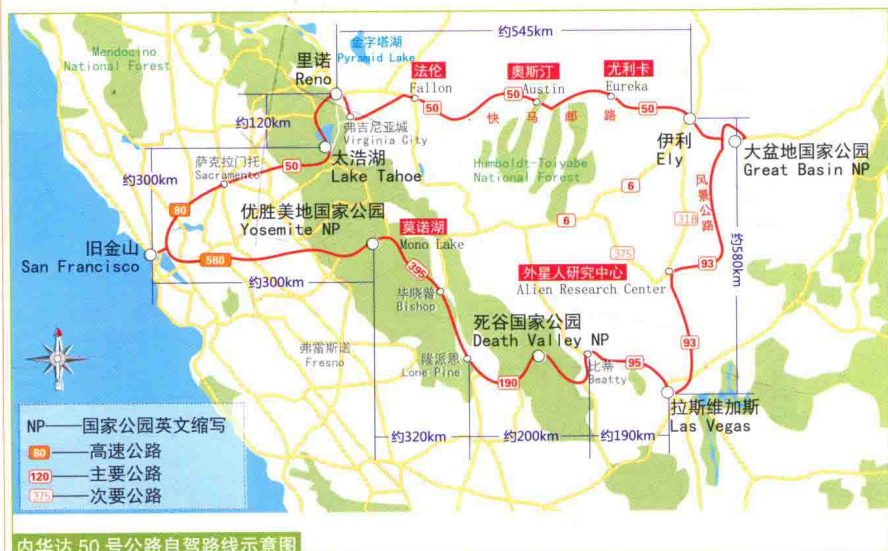 约545km
Mendocino
National Forest
里诺
Reno
金字塔湖
Pyramid Lake
法伦
Fallon
奥斯汀
Austin
尤利卡
Eureka
50
50
50
快马邮路
约120km
弗吉尼亚城
Virginia City
伊利
Ely
大盆地国家公园
Great Basin NP
萨克拉门托
Sacramento
50
太浩湖
Lake Tahoe
Humboldt-Toiyabe
National Forest
约300km
6
风景公路
80
优胜美地国家公园
Yosemite NP
莫诺湖
Mono Lake
6
318
旧金山
San Francisco
580
375
93
约580km
约300km
395
外星人研究中心
Alien Research Center
毕晓普
Bishop
死谷国家公园
Death Valley NP
93
弗雷斯诺
Fresno
隆派恩
Lone Pine
190
比蒂
Beatty
95
拉斯维加斯
Las Vegas
NP——国家公园英文缩写
80——高速公路
120——主要公路
375——次要公路
约320km
约200km
约190km
内华达 50 号公路自驾路线示意图